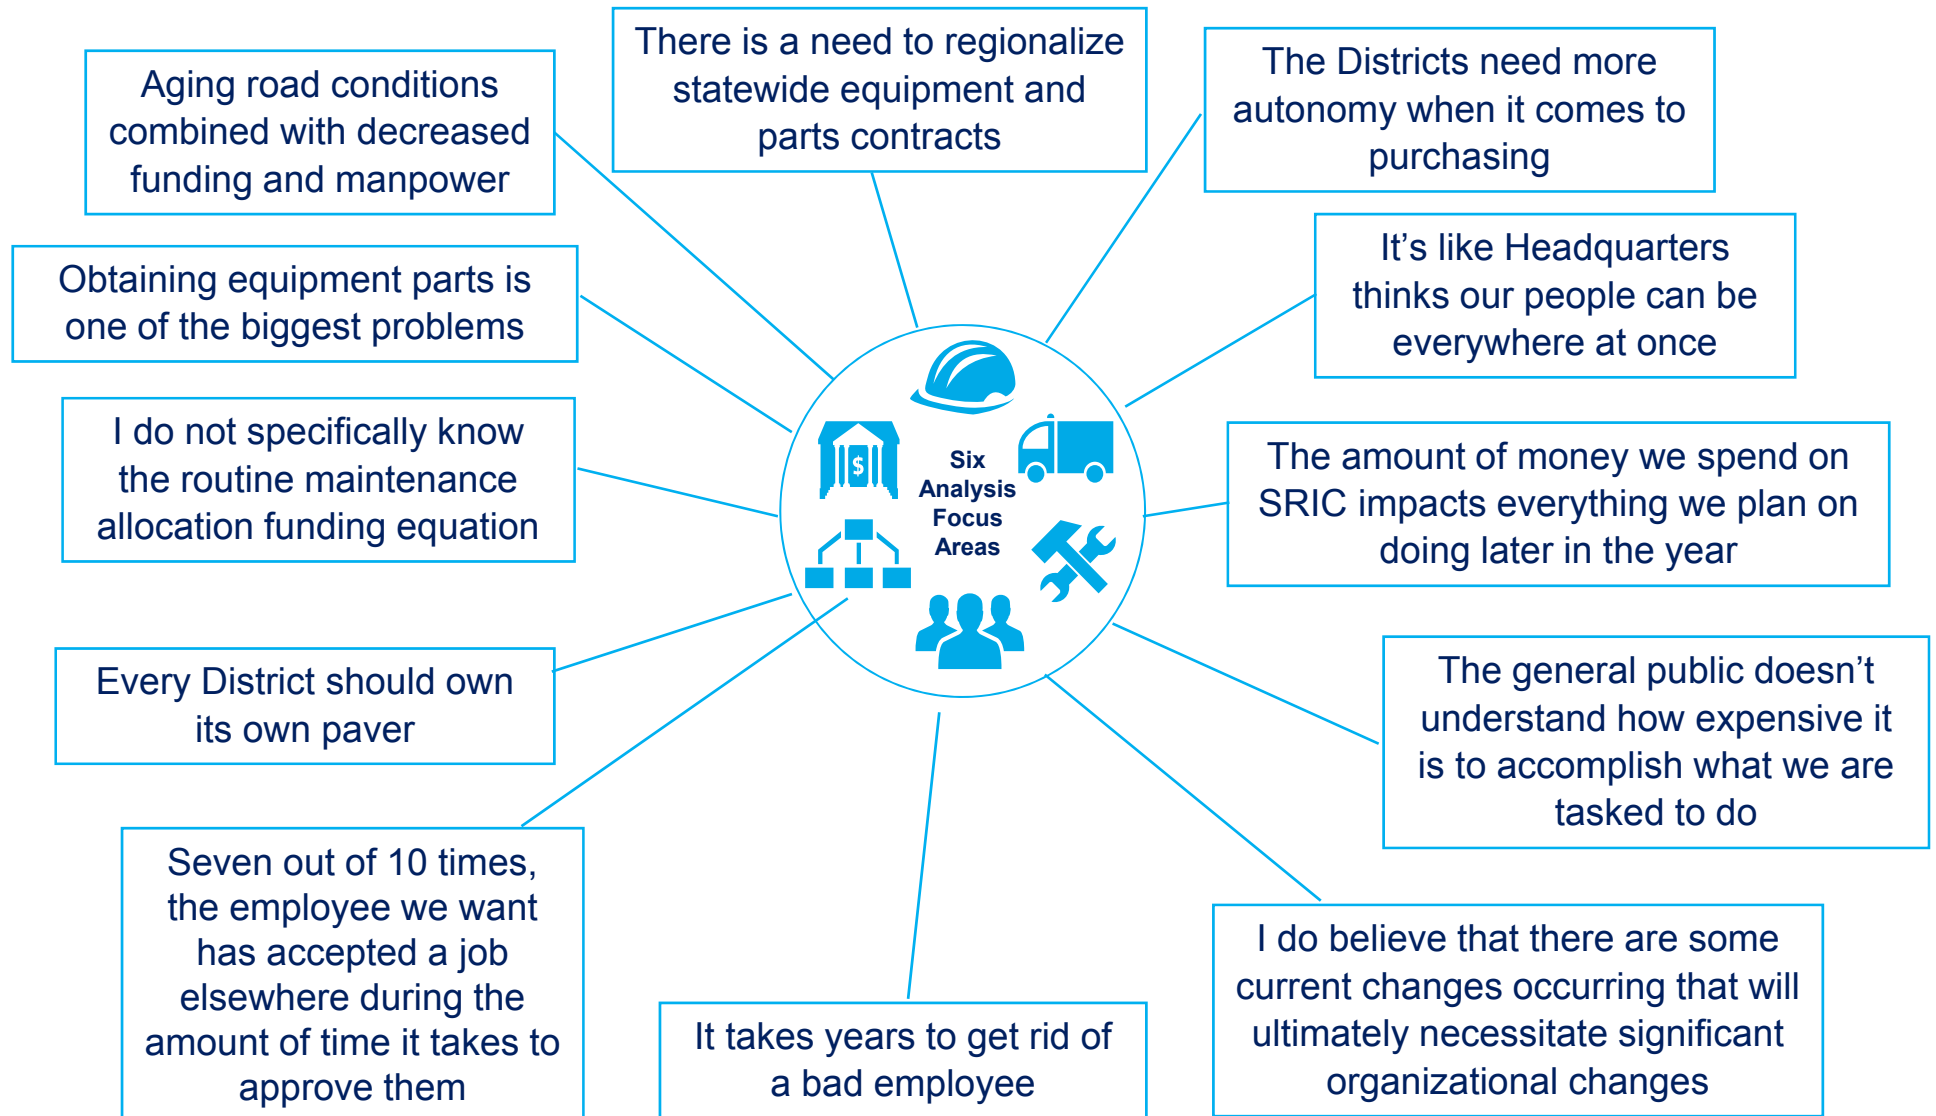 There is a need to regionalize
statewide equipment and
parts contracts
Aging road conditions
combined with decreased
funding and manpower
The Districts need more
autonomy when it comes to
purchasing
Obtaining equipment parts is
one of the biggest problems
It’s like Headquarters
thinks our people can be
everywhere at once
I do not specifically know
the routine maintenance
allocation funding equation
$
Six
Analysis
Focus
Areas
The amount of money we spend on
SRIC impacts everything we plan on
doing later in the year
Every District should own
its own paver
The general public doesn’t
understand how expensive it
is to accomplish what we are
tasked to do
Seven out of 10 times,
the employee we want
has accepted a job
elsewhere during the
amount of time it takes to
approve them
It takes years to get rid of
a bad employee
I do believe that there are some
current changes occurring that will
ultimately necessitate significant
organizational changes